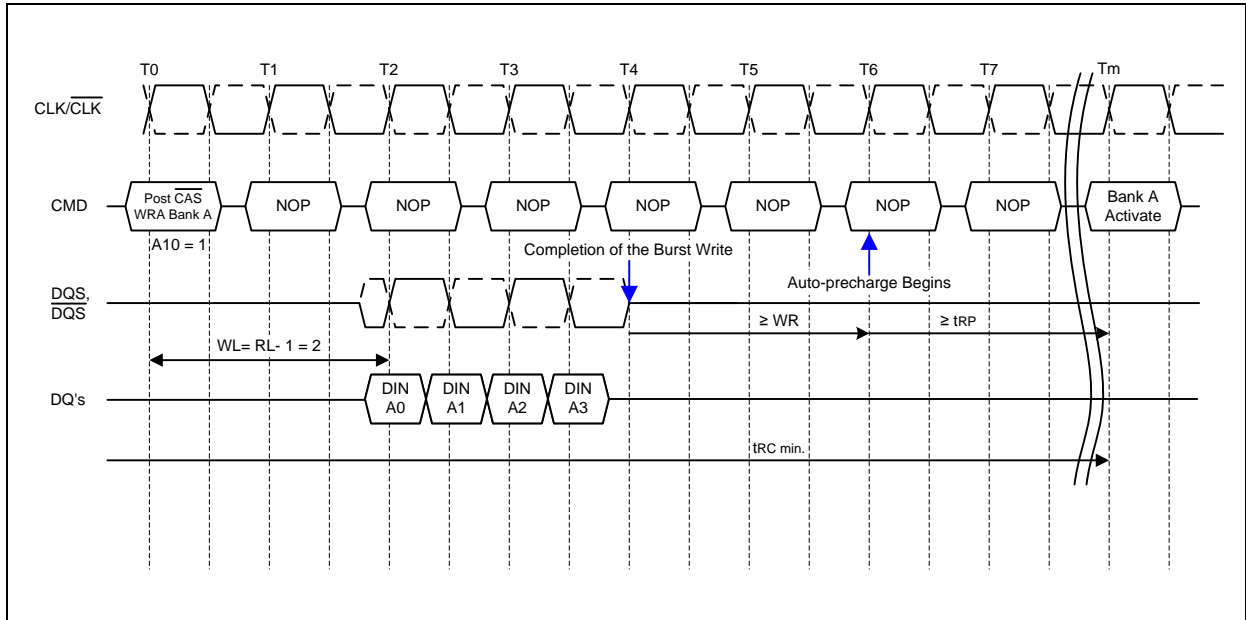 T0 T1 T2 T3 T4 T5 T6 T7 Tm
CLK/CLK
CMD
Post CAS
WRA Bank A
NOP NOP NOP NOP NOP NOP NOP
Bank A
Activate
A10 = 1
Completion of the Burst Write
Auto-precharge Begins
DQS,
DQS
≥ WR
≥ tRP
WL= RL- 1 = 2
DQ's
DIN
A0
DIN
A1
DIN
A2
DIN
A3
tRC min.